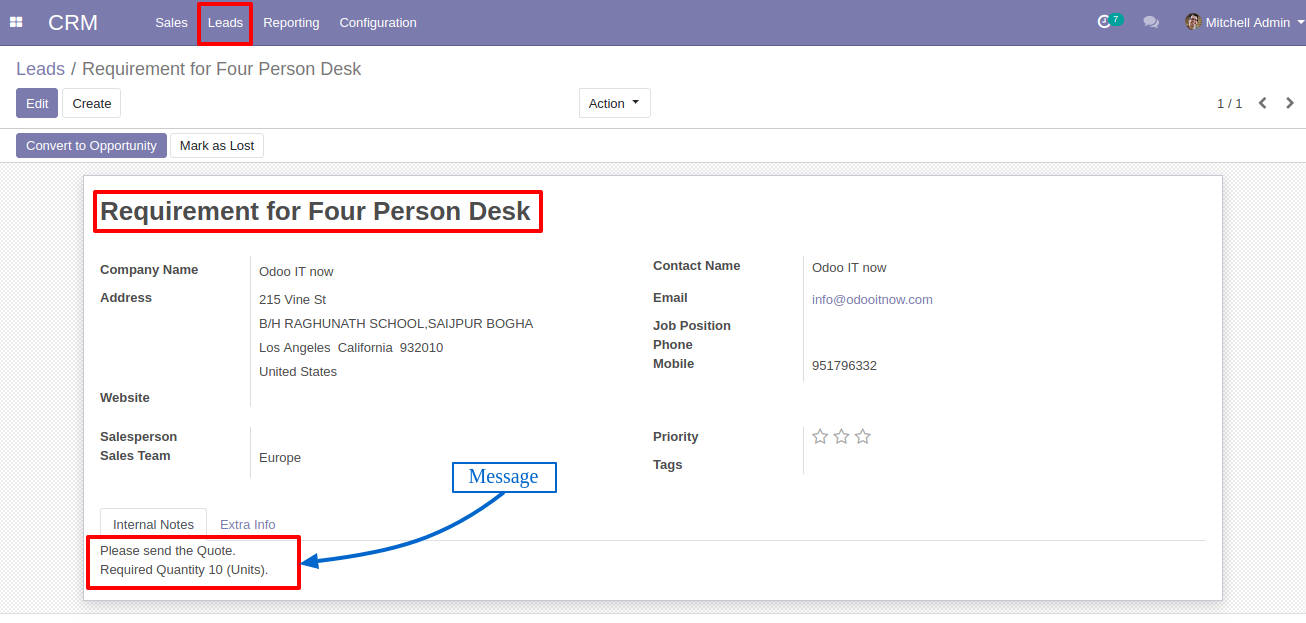 CRM Sales Leads Reporting Configuration 7 Mitchell Admin
Leads / Requirement for Four Person Desk
Edit Create Action 1 / 1
Convert to Opportunity Mark as Lost
Requirement for Four Person Desk
Company Name Odoo IT now
Address 215 Vine St
B/H RAGHUNATH SCHOOL,SAIJPUR BOGHA
Los Angeles California 932010
United States
Website
Contact Name Odoo IT now
Email info@odooitnow.com
Job Position
Phone
Mobile 951796332
Salesperson
Sales Team Europe
Priority
Tags
Message
Internal Notes Extra Info
Please send the Quote.
Required Quantity 10 (Units).